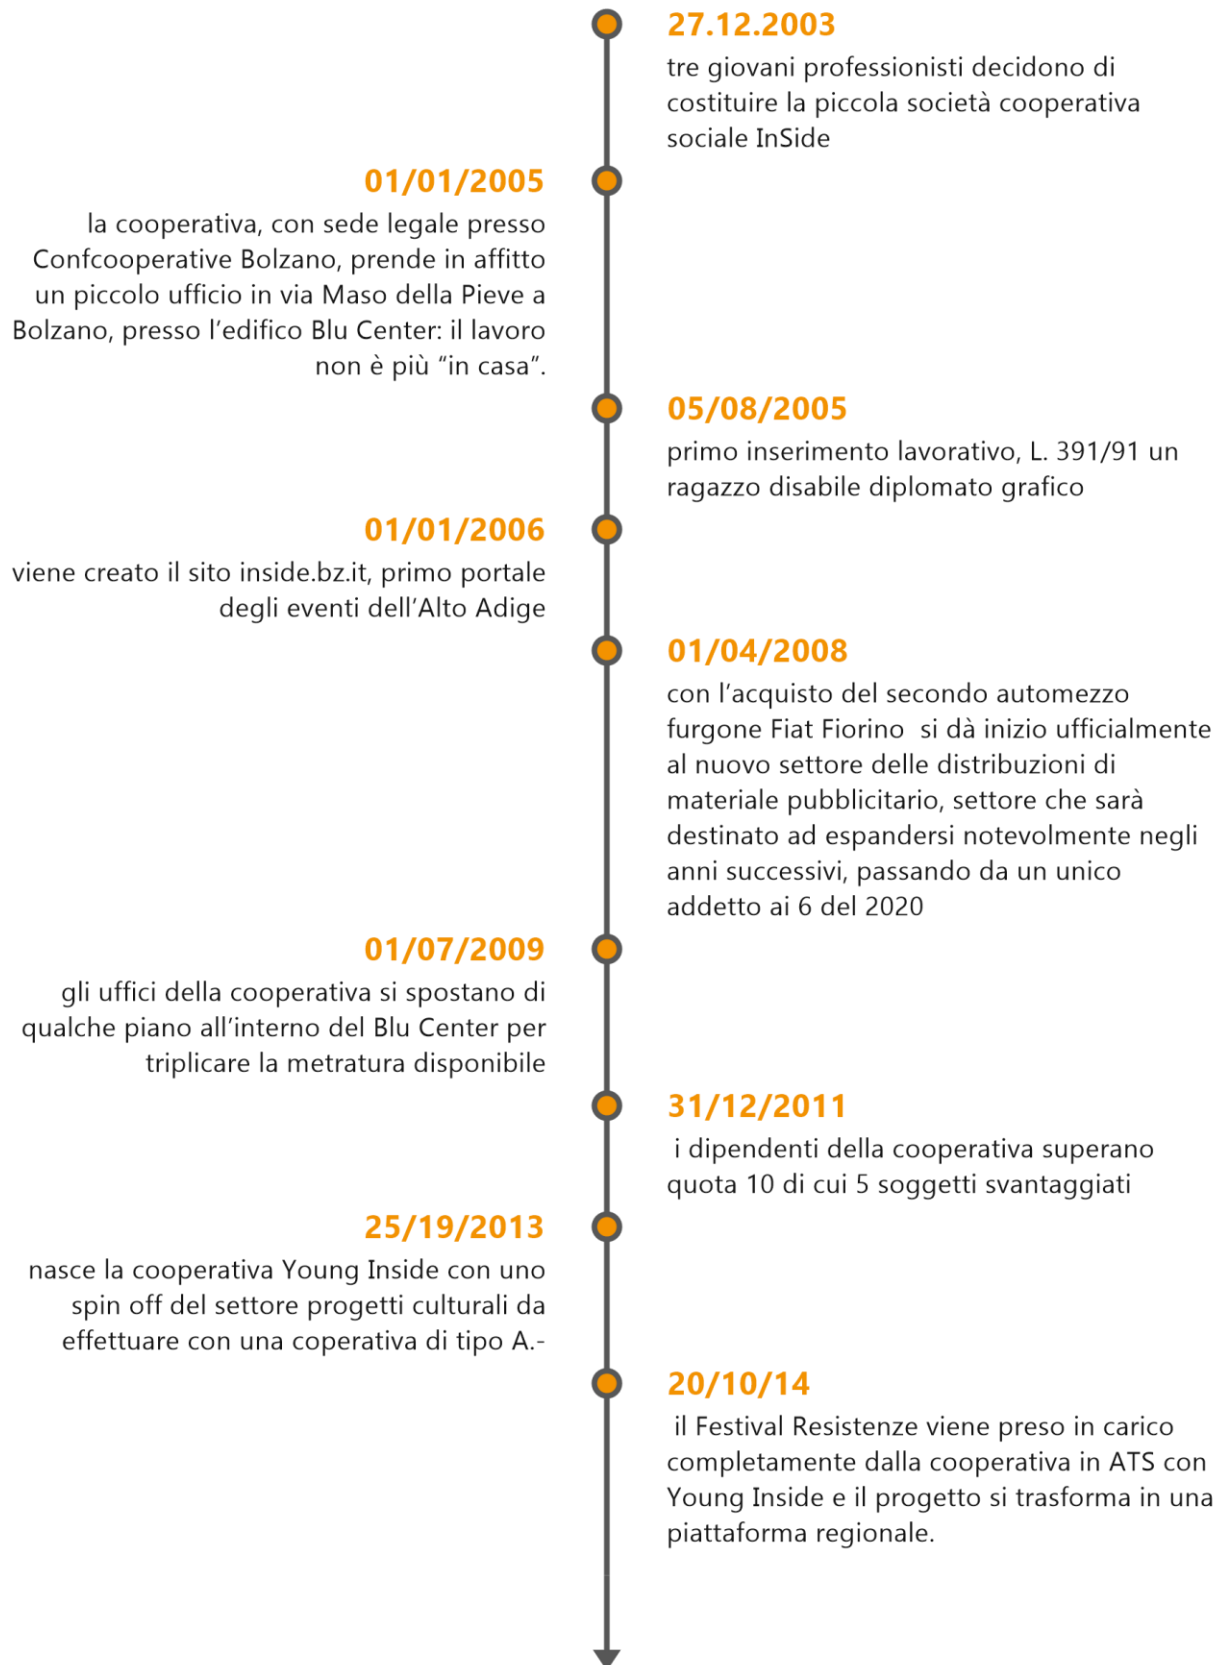 27.12.2003
tre giovani professionisti decidono di
costituire la piccola società cooperativa
sociale InSide
01/01/2005
la cooperativa, con sede legale presso
Confcooperative Bolzano, prende in affitto
un piccolo ufficio in via Maso della Pieve a
Bolzano, presso l’edifico Blu Center: il lavoro
non è più “in casa”.
05/08/2005
primo inserimento lavorativo, L. 391/91 un
ragazzo disabile diplomato grafico
01/01/2006
viene creato il sito inside.bz.it, primo portale
degli eventi dell’Alto Adige
01/04/2008
con l’acquisto del secondo automezzo
furgone Fiat Fiorino  si dà inizio ufficialmente
al nuovo settore delle distribuzioni di
materiale pubblicitario, settore che sarà
destinato ad espandersi notevolmente negli
anni successivi, passando da un unico
addetto ai 6 del 2020
01/07/2009
gli uffici della cooperativa si spostano di
qualche piano all’interno del Blu Center per
triplicare la metratura disponibile
31/12/2011
i dipendenti della cooperativa superano
quota 10 di cui 5 soggetti svantaggiati
25/19/2013
nasce la cooperativa Young Inside con uno
spin off del settore progetti culturali da
effettuare con una coperativa di tipo A.-
20/10/14
il Festival Resistenze viene preso in carico
completamente dalla cooperativa in ATS con
Young Inside e il progetto si trasforma in una
piattaforma regionale.